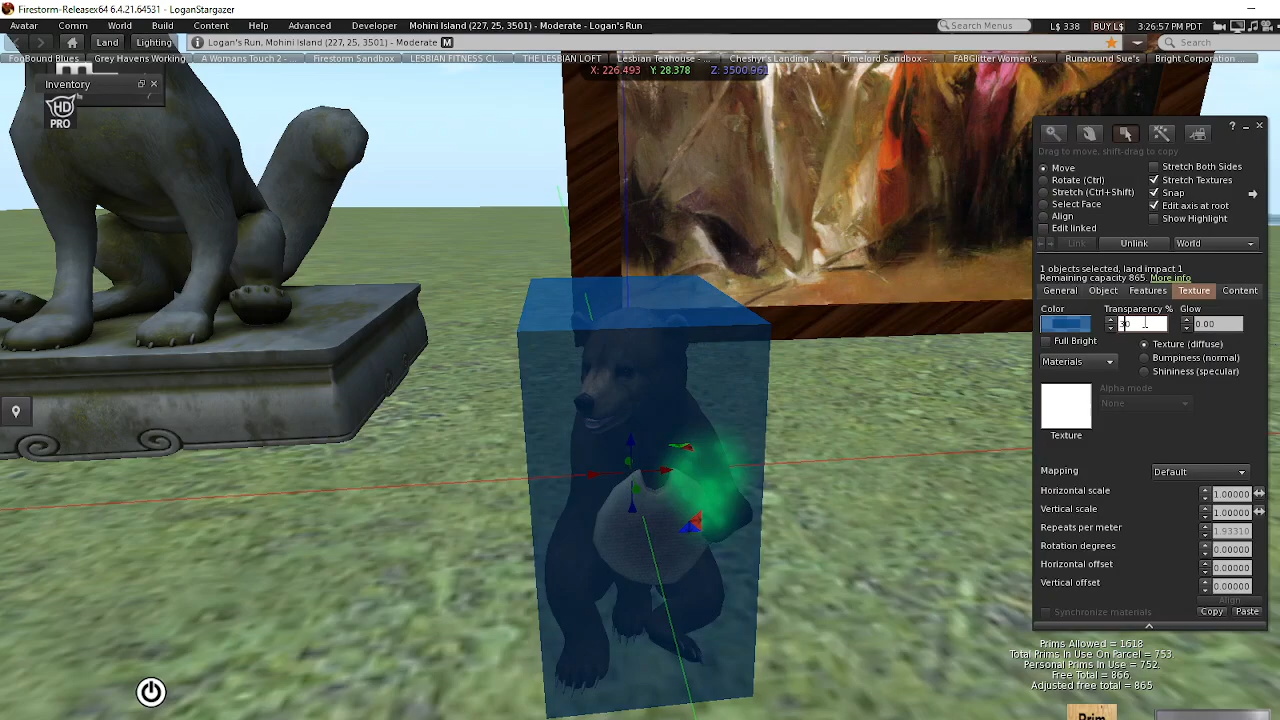 Firestorm-Releasex64 6.4.21.64531 - LoganStargazer
Avatar Comm World Build Content Help Advanced Developer Mohini Island (227, 25, 3501) - Moderate - Logan's Run Search Menus L$ 338 BUY L$ 3:26:57 PM PDT
Land Lighting Logan's Run, Mohini Island (227, 25, 3501) - Moderate M Search
FogBound Blues Grey Havens Working A Womans Touch 2 -... Firestorm Sandbox LESBIAN FITNESS CL... THE LESBIAN LOFT Lesbian Teahouse -... Cheshyr's Landing -... Timelord Sandbox -... FABGlitter Women's... Runaround Sue's Bright Corporation...
X: 226.493 Y: 28.378 Z: 3500.961
Inventory
HD
PRO
Drag to move, shift-drag to copy
Move
Rotate (Ctrl)
Stretch (Ctrl+Shift)
Select Face
Align
Edit linked
Stretch Both Sides
Stretch Textures
Snap
Edit axis at root
Show Highlight
Link Unlink World
1 objects selected, land impact 1
Remaining capacity 865. More info
General Object Features Texture Content
Color Transparency % Glow
30 0.00
Full Bright
Texture (diffuse)
Materials
Bumpiness (normal)
Shininess (specular)
Alpha mode
None
Texture
Mapping Default
Horizontal scale 1.00000
Vertical scale 1.00000
Repeats per meter 1.93310
Rotation degrees 0.00000
Horizontal offset 0.00000
Vertical offset 0.00000
Align
Synchronize materials Copy Paste
Prims Allowed = 1618
Total Prims In Use On Parcel = 753.
Personal Prims In Use = 752.
Free Total = 866.
Adjusted free total = 865
Prim